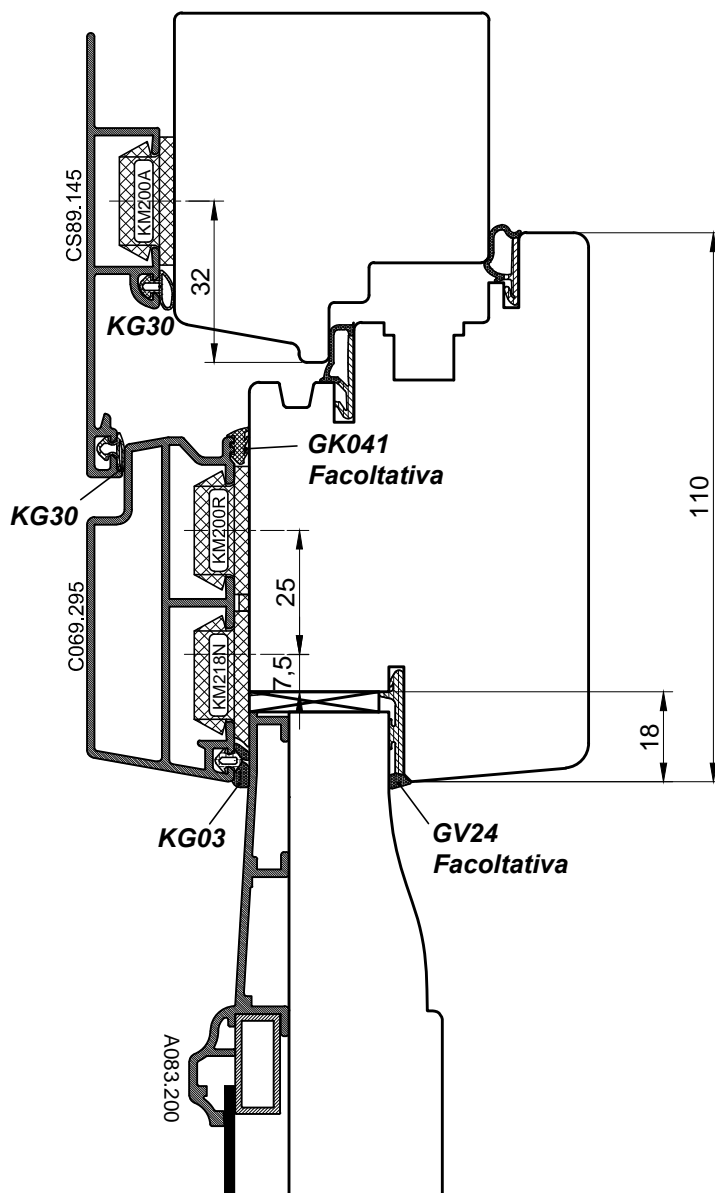 CS89.145
KM200A
32
KG30
GK041
Facoltativa
KG30
KM200R
110
25
C069.295
KM218N
7,5
18
KG03
GV24
Facoltativa
A083.200